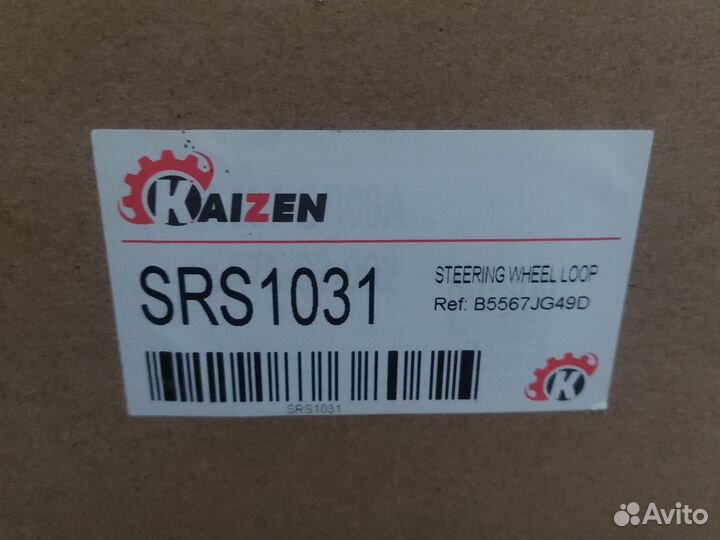 KAIZEN
SRS1031
STEERING WHEEL LOOP
Ref: B5567JG49D
SRS1031
K
Avito